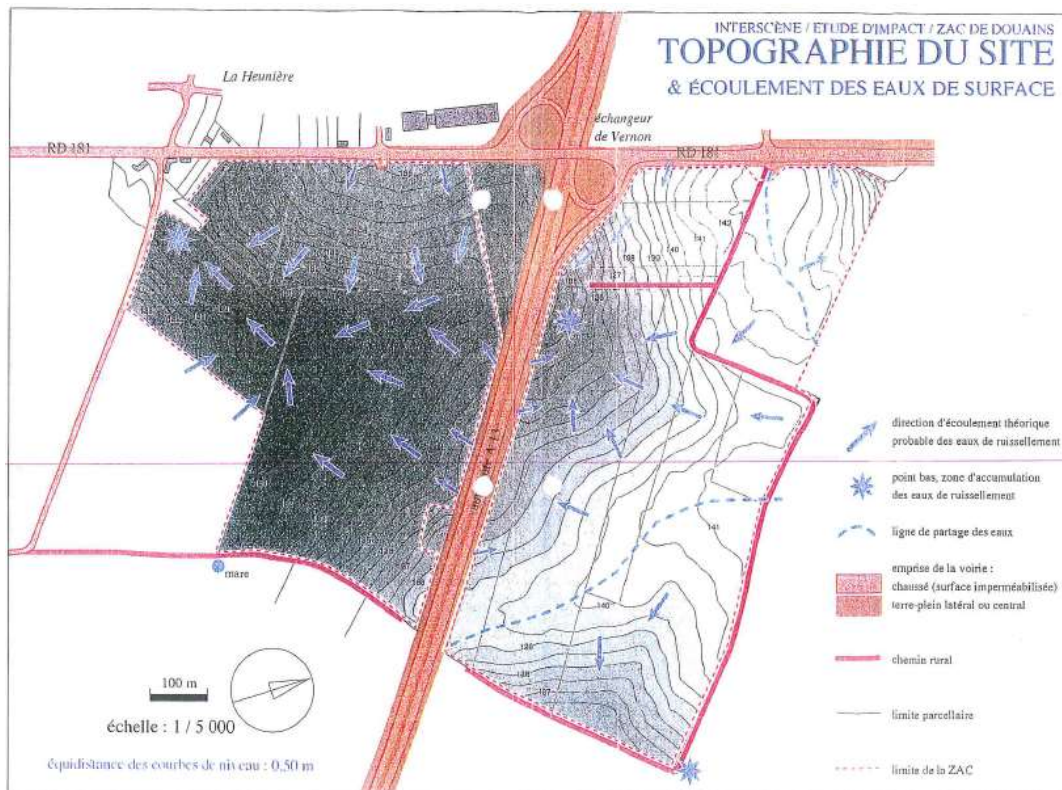 INTERSCÈNE / ETUDE D'IMPACT / ZAC DE DOUAINS
TOPOGRAPHIE DU SITE
& ÉCOULEMENT DES EAUX DE SURFACE
La Heunière
échangeur
de Vernon
RD 181
RD 181
143
141
140
139
138
137
141
140
139
138
137
direction d'écoulement théorique
probable des eaux de ruissellement
point bas, zone d'accumulation
des eaux de ruissellement
ligne de partage des eaux
emprise de la voirie :
chaussé (surface imperméabilisée)
terre-plein latéral ou central
chemin rural
limite parcellaire
limite de la ZAC
mare
100 m
échelle : 1 / 5 000
équidistance des courbes de niveau : 0,50 m